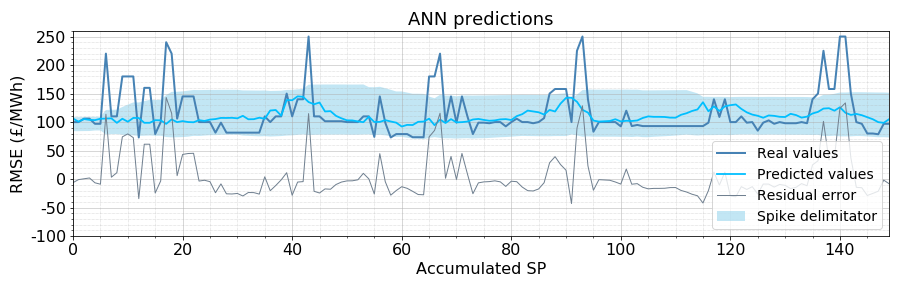 ANN predictions
RMSE (£/MWh)
250
200
150
100
50
0
-50
-100
0 20 40 60 80 100 120 140
Accumulated SP
Real values
Predicted values
Residual error
Spike delimitator